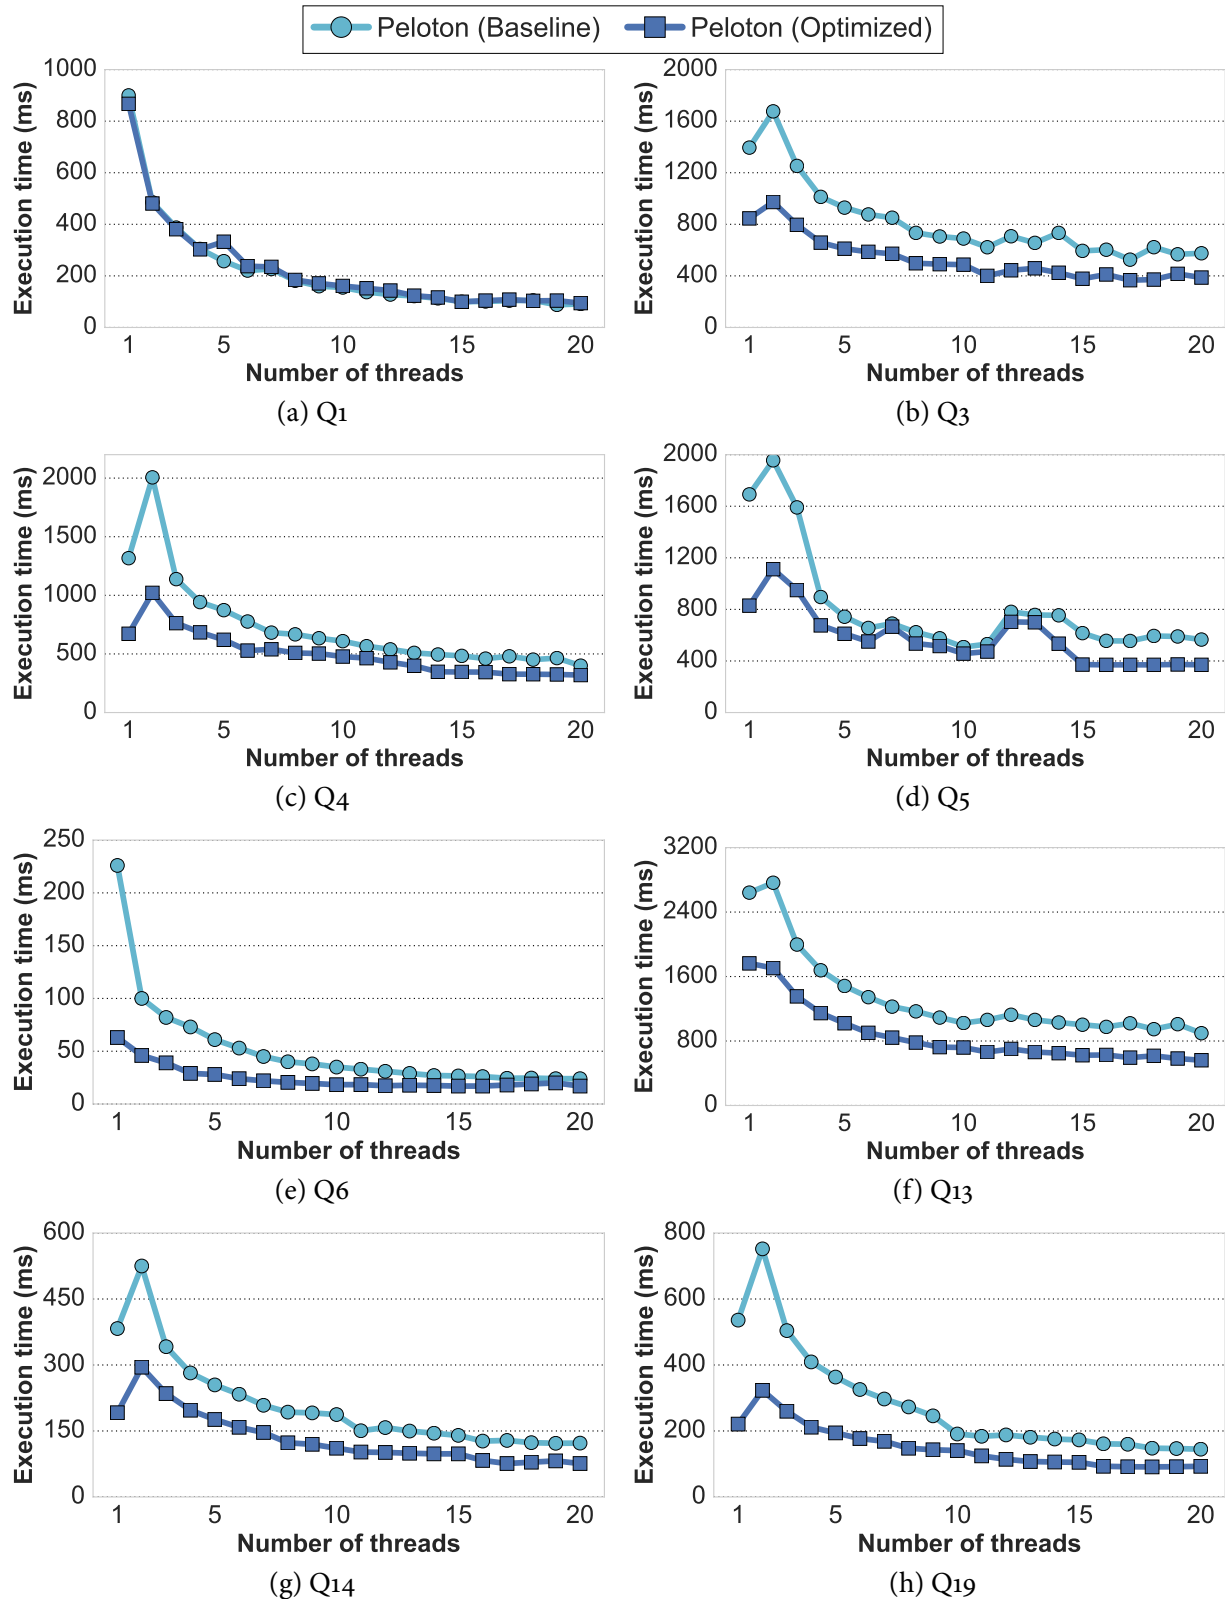 Peloton (Baseline) Peloton (Optimized)
Execution time (ms)
1000
800
600
400
200
0
1 5 10 15 20
Number of threads
(a) Q1
Execution time (ms)
2000
1600
1200
800
400
0
1 5 10 15 20
Number of threads
(b) Q3
Execution time (ms)
2000
1500
1000
500
0
1 5 10 15 20
Number of threads
(c) Q4
Execution time (ms)
2000
1600
1200
800
400
0
1 5 10 15 20
Number of threads
(d) Q5
Execution time (ms)
250
200
150
100
50
0
1 5 10 15 20
Number of threads
(e) Q6
Execution time (ms)
3200
2400
1600
800
0
1 5 10 15 20
Number of threads
(f) Q13
Execution time (ms)
600
450
300
150
0
1 5 10 15 20
Number of threads
(g) Q14
Execution time (ms)
800
600
400
200
0
1 5 10 15 20
Number of threads
(h) Q19